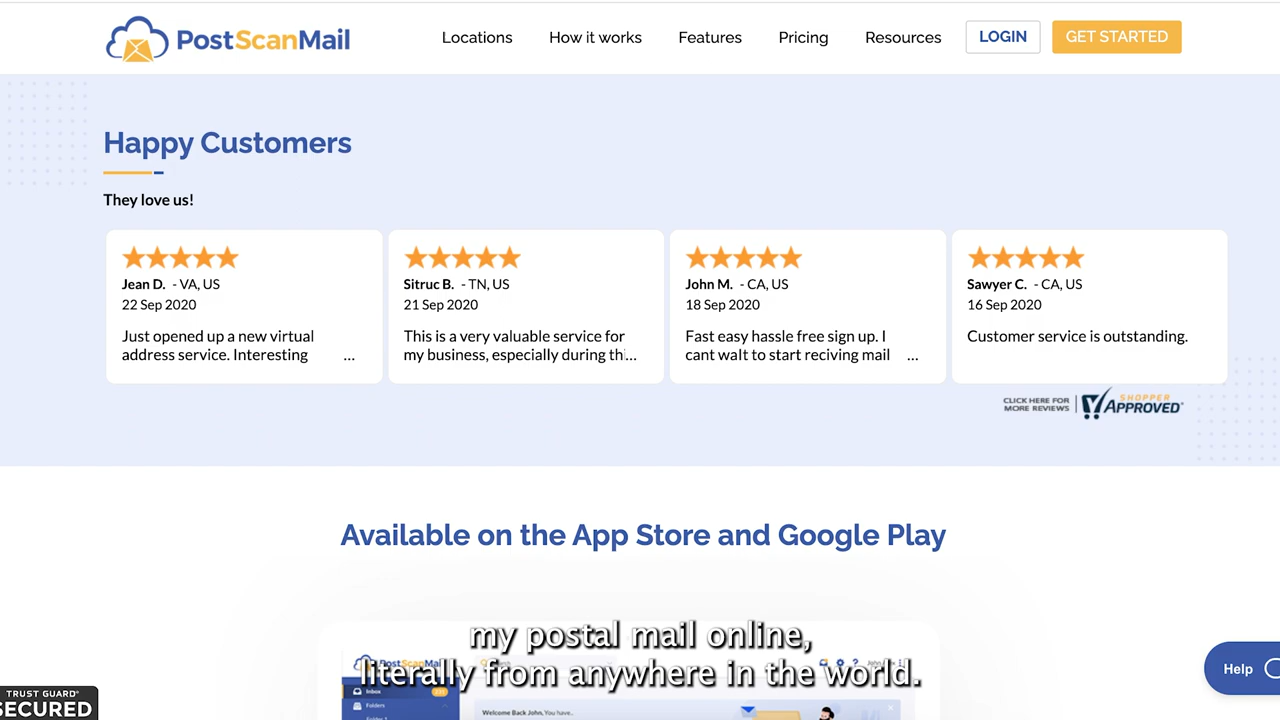 PostScanMail
Locations
How it works
Features
Pricing
Resources
LOGIN
GET STARTED
Happy Customers
They love us!
Jean D. - VA, US
22 Sep 2020
Just opened up a new virtual
address service. Interesting ...
Sitruc B. - TN, US
21 Sep 2020
This is a very valuable service for
my business, especially during thi...
John M. - CA, US
18 Sep 2020
Fast easy hassle free sign up. I
cant waIt to start reciving mail ...
Sawyer C. - CA, US
16 Sep 2020
Customer service is outstanding.
CLICK HERE FOR
MORE REVIEWS
SHOPPER
APPROVED
Available on the App Store and Google Play
my postal mail online,
literally from anywhere in the world.
Inbox
Folders
Welcome Back John, You have..
Help
TRUST GUARD®
SECURED